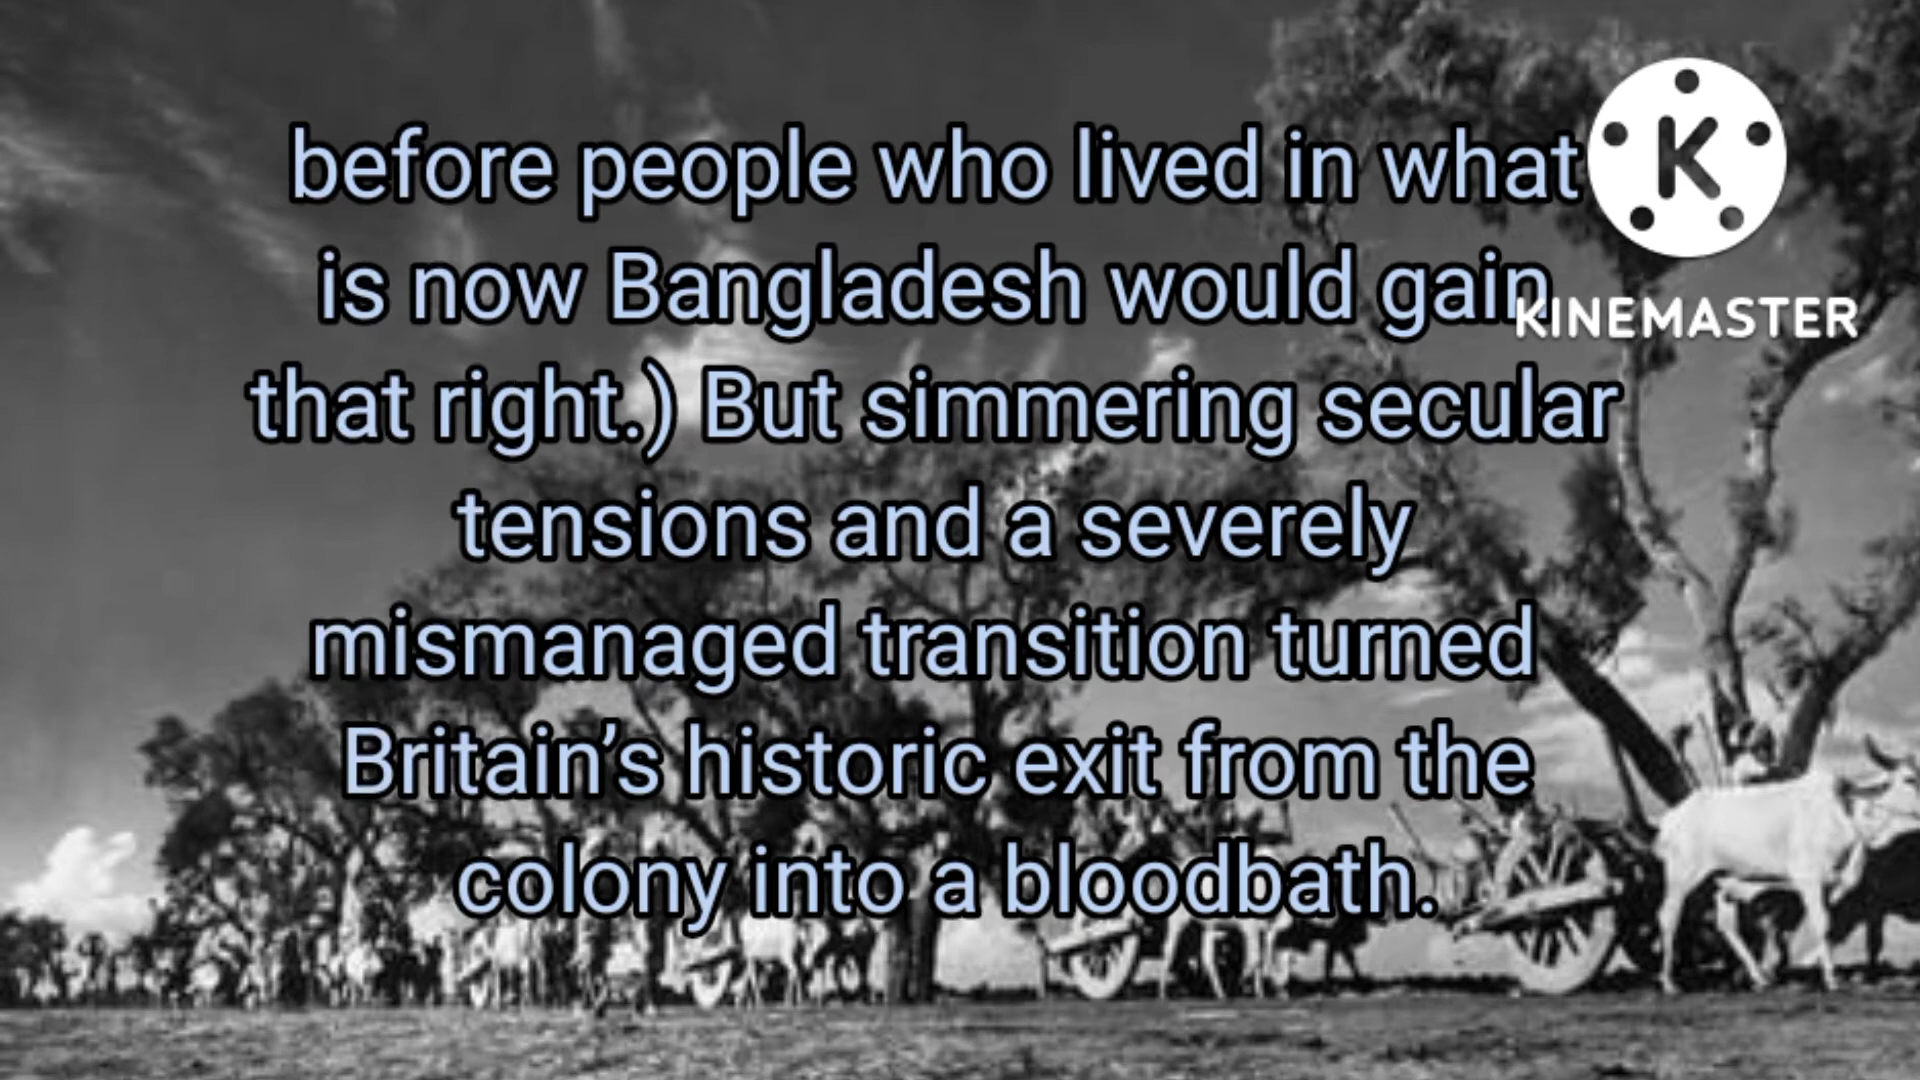 before people who lived in what
is now Bangladesh would gain
that right.) But simmering secular
tensions and a severely
mismanaged transition turned
Britain’s historic exit from the
colony into a bloodbath.
K
KINEMASTER